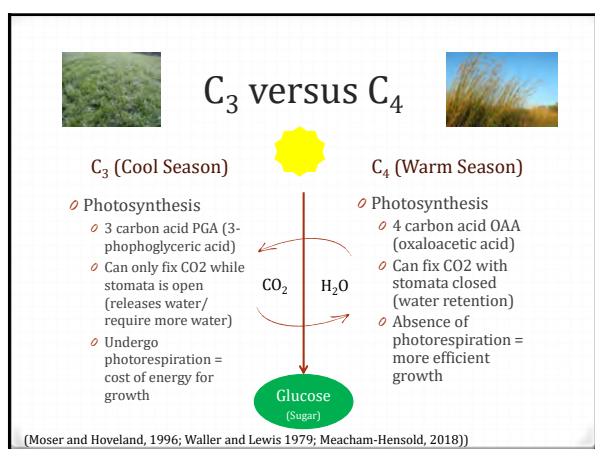 C₃ versus C₄
C₃ (Cool Season)
Photosynthesis
3 carbon acid PGA (3-
phophoglyceric acid)
Can only fix CO2 while
stomata is open
(releases water/
require more water)
Undergo
photorespiration =
cost of energy for
growth
CO₂
H₂O
Glucose
(Sugar)
C₄ (Warm Season)
Photosynthesis
4 carbon acid OAA
(oxaloacetic acid)
Can fix CO2 with
stomata closed
(water retention)
Absence of
photorespiration =
more efficient
growth
(Moser and Hoveland, 1996; Waller and Lewis 1979; Meacham-Hensold, 2018))